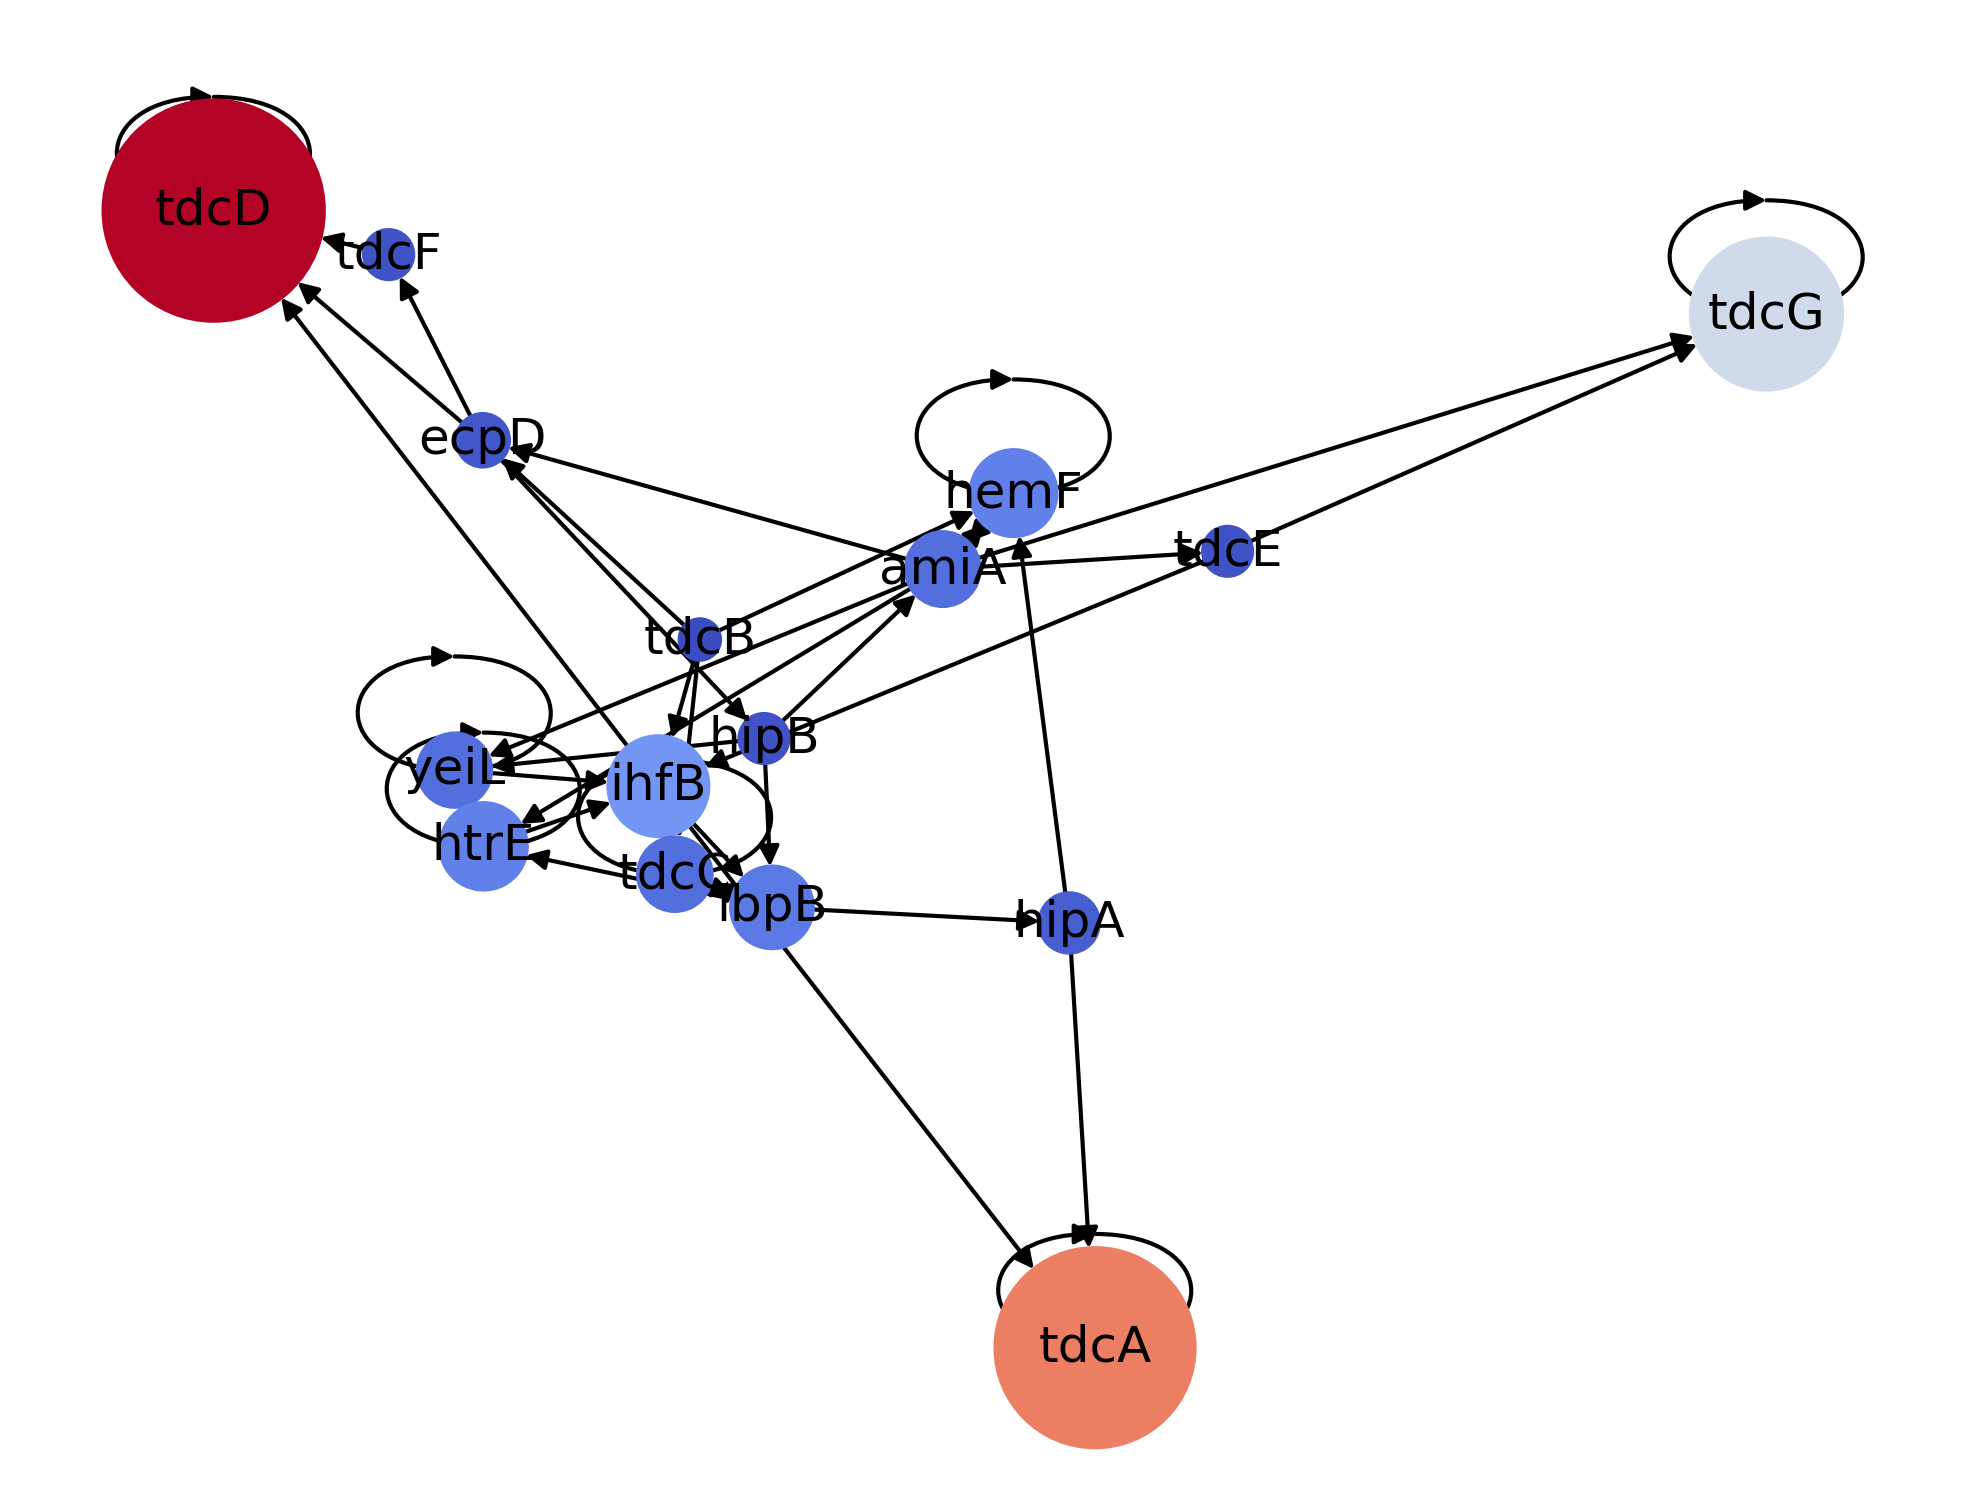 tdcD
tdcF
tdcG
ecpD
hemF
tdcE
amiA
tdcB
hipB
yeiL
ihfB
htrE
tdcC
ibpB
hipA
tdcA